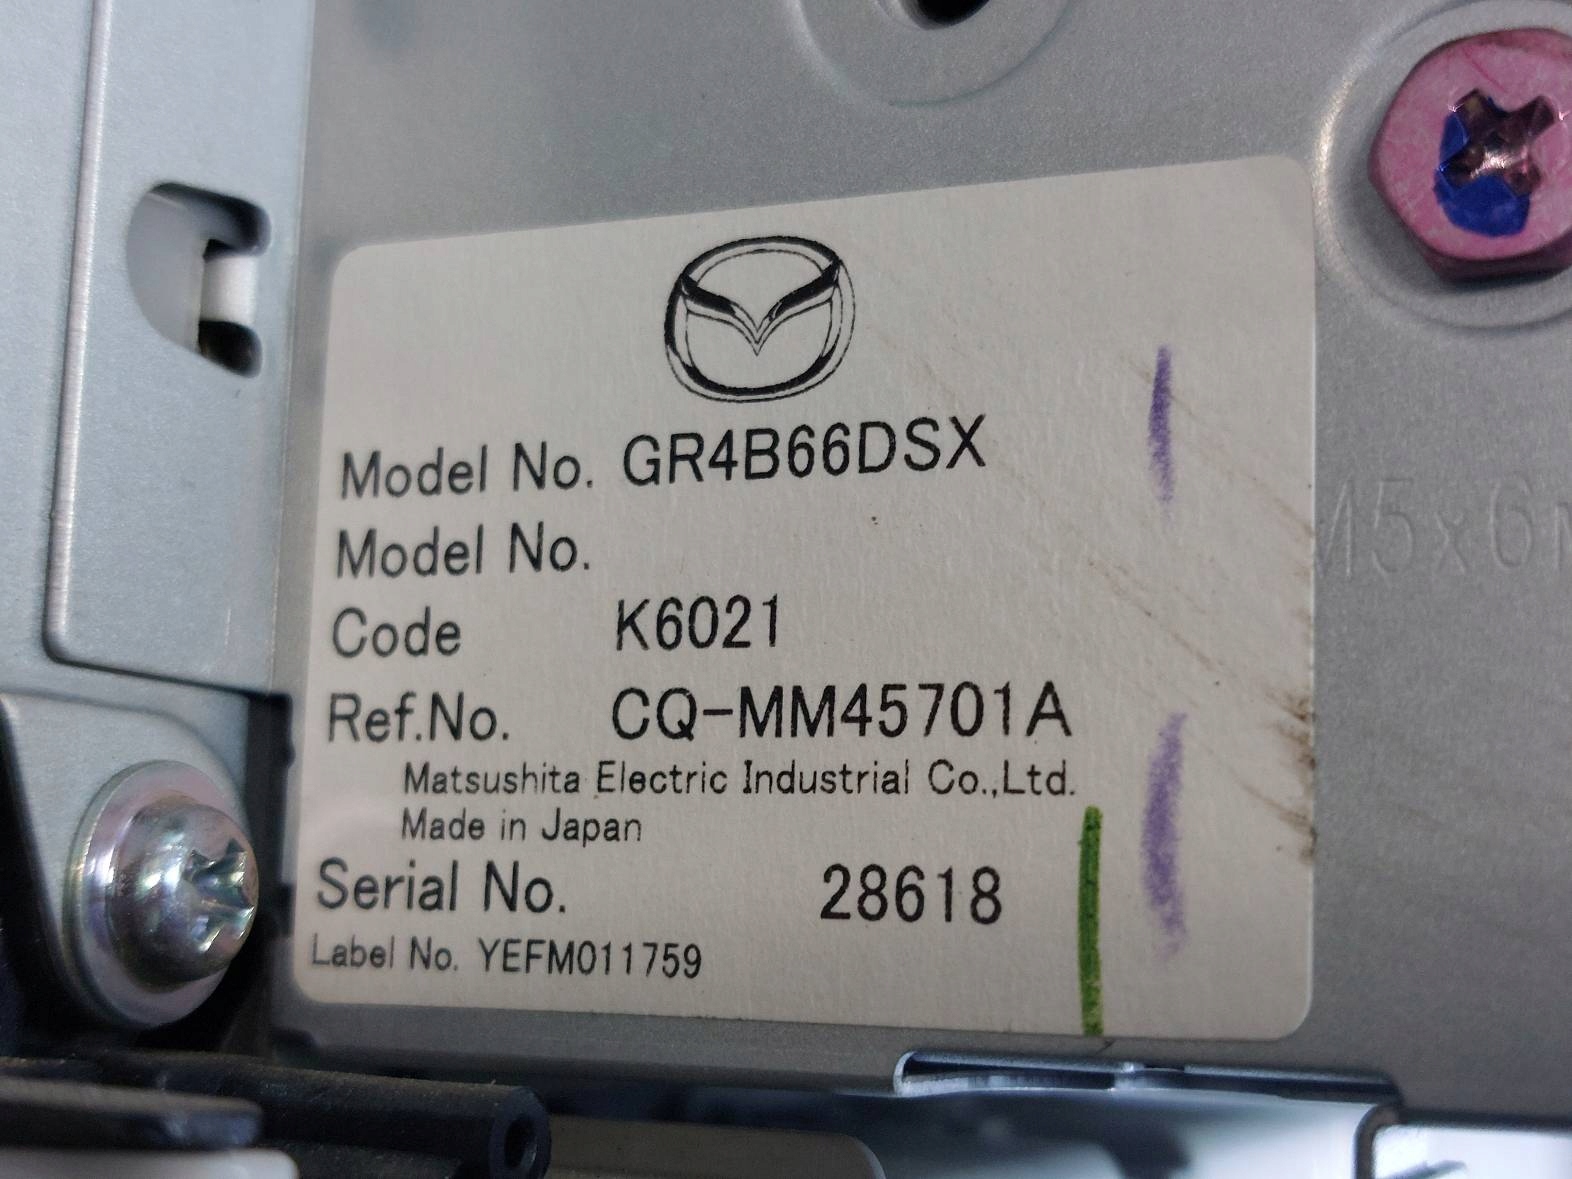 Model No. GR4B66DSX
Model No.
Code K6021
Ref.No. CQ-MM45701A
Matsushita Electric Industrial Co.,Ltd.
Made in Japan
Serial No. 28618
Label No. YEFM011759
M5x6